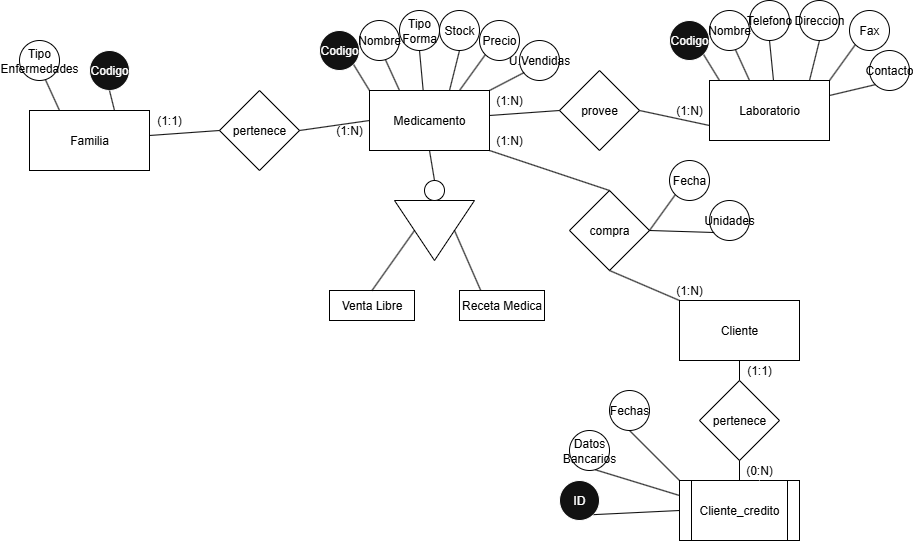 Tipo
Enfermedades
Codigo
Familia
(1:1)
pertenece
(1:N)
Codigo
Nombre
Tipo
Forma
Stock
Precio
U.Vendidas
Medicamento
(1:N)
(1:N)
provee
(1:N)
Codigo
Nombre
Telefono
Direccion
Fax
Contacto
Laboratorio
Venta Libre
Receta Medica
compra
Fecha
Unidades
(1:N)
Cliente
(1:1)
pertenece
(0:N)
Fechas
Datos
Bancarios
ID
Cliente_credito